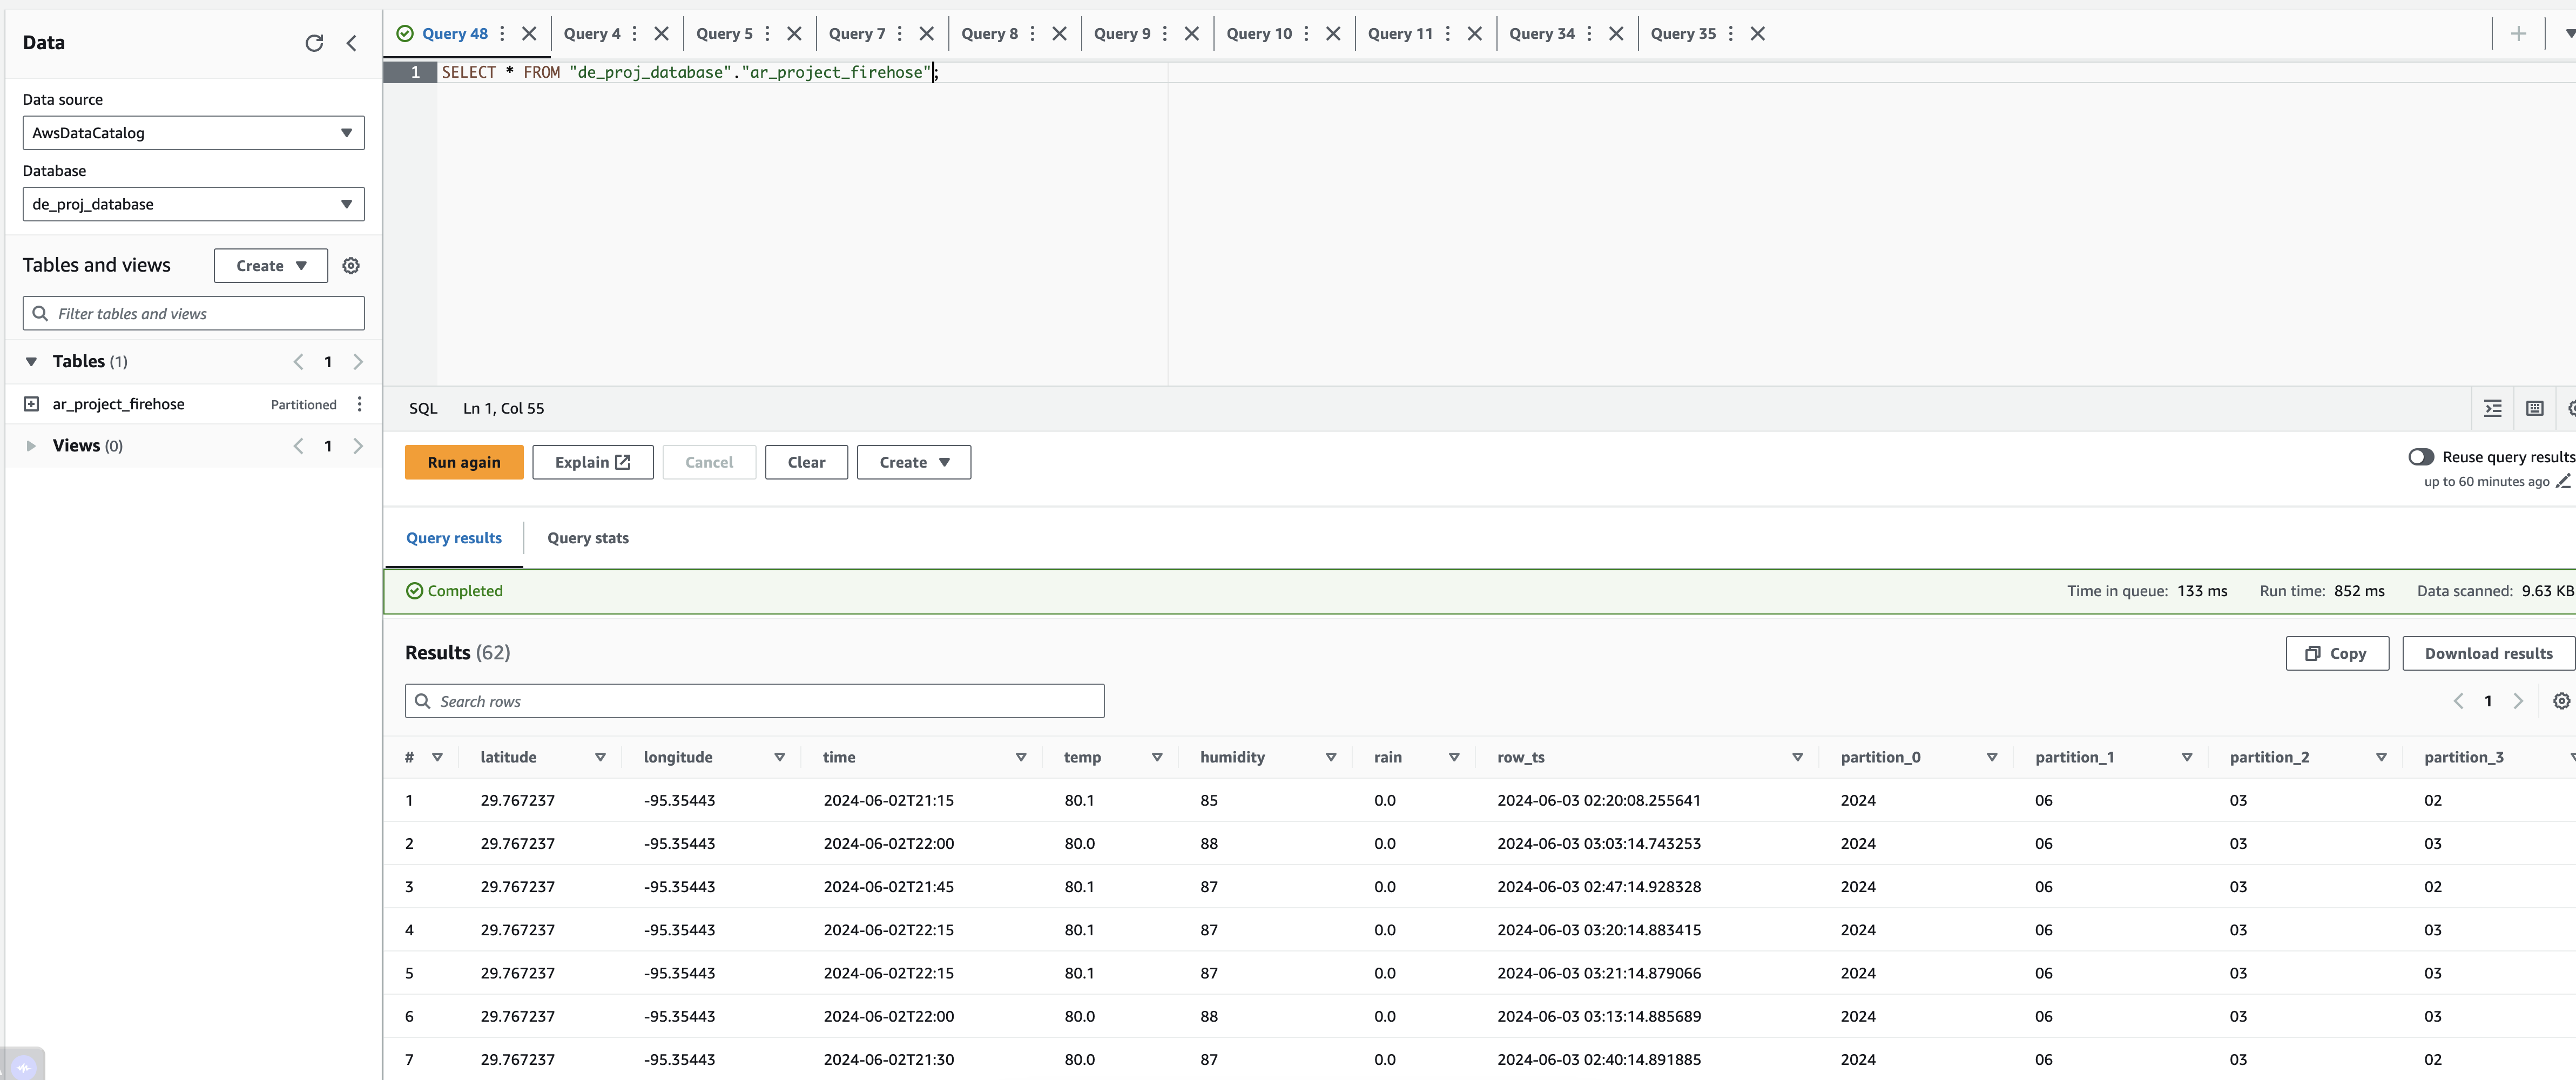 Data
Data source
AwsDataCatalog
Database
de_proj_database
Tables and views
Create
Filter tables and views
Tables (1)
1
ar_project_firehose Partitioned
Views (0)
1
Query 48 Query 4 Query 5 Query 7 Query 8 Query 9 Query 10 Query 11 Query 34 Query 35
1 SELECT * FROM "de_proj_database"."ar_project_firehose";
SQL Ln 1, Col 55
Run again Explain Cancel Clear Create
Reuse query results
up to 60 minutes ago
Query results Query stats
Completed Time in queue: 133 ms Run time: 852 ms Data scanned: 9.63 KB
Results (62) Copy Download results
Search rows 1
# latitude longitude time temp humidity rain row_ts partition_0 partition_1 partition_2 partition_3
1 29.767237 -95.35443 2024-06-02T21:15 80.1 85 0.0 2024-06-03 02:20:08.255641 2024 06 03 02
2 29.767237 -95.35443 2024-06-02T22:00 80.0 88 0.0 2024-06-03 03:03:14.743253 2024 06 03 03
3 29.767237 -95.35443 2024-06-02T21:45 80.1 87 0.0 2024-06-03 02:47:14.928328 2024 06 03 02
4 29.767237 -95.35443 2024-06-02T22:15 80.1 87 0.0 2024-06-03 03:20:14.883415 2024 06 03 03
5 29.767237 -95.35443 2024-06-02T22:15 80.1 87 0.0 2024-06-03 03:21:14.879066 2024 06 03 03
6 29.767237 -95.35443 2024-06-02T22:00 80.0 88 0.0 2024-06-03 03:13:14.885689 2024 06 03 03
7 29.767237 -95.35443 2024-06-02T21:30 80.0 87 0.0 2024-06-03 02:40:14.891885 2024 06 03 02